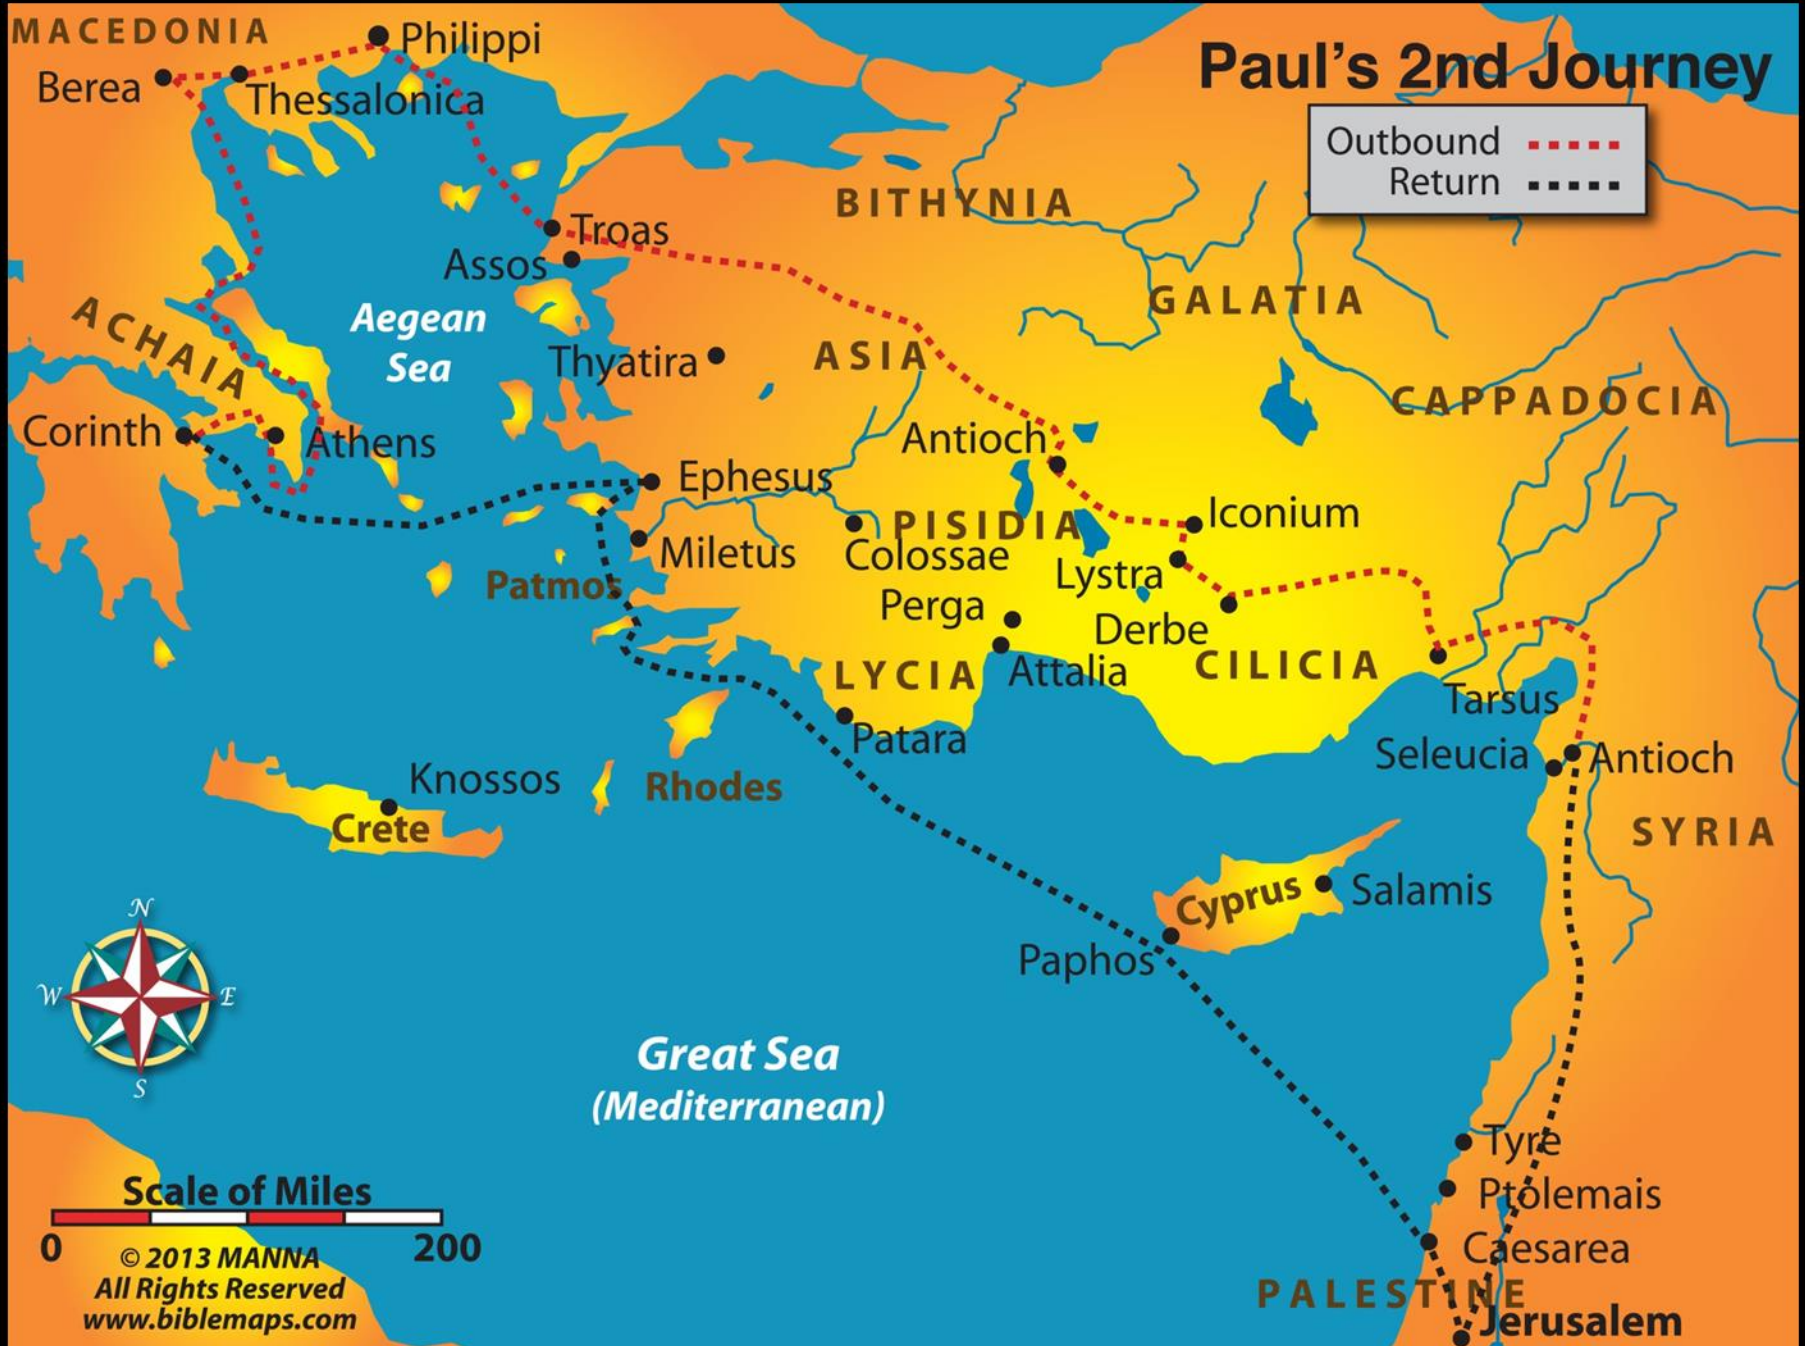 MACEDONIA
Philippi
Berea
Thessalonica
Paul's 2nd Journey
Outbound
Return
BITHYNIA
Troas
Assos
GALATIA
ACHAIA
Aegean
Sea
Thyatira
ASIA
CAPPADOCIA
Corinth
Athens
Antioch
Ephesus
Iconium
PISIDIA
Miletus
Colossae
Lystra
Patmos
Perga
Derbe
LYCIA
Attalia
CILICIA
Tarsus
Patara
Seleucia
Antioch
Knossos
Rhodes
Crete
SYRIA
Cyprus
Salamis
Paphos
N
W
E
S
Great Sea
(Mediterranean)
Tyre
Ptolemais
Caesarea
PALESTINE
Jerusalem
Scale of Miles
0
200
© 2013 MANNA
All Rights Reserved
www.biblemaps.com